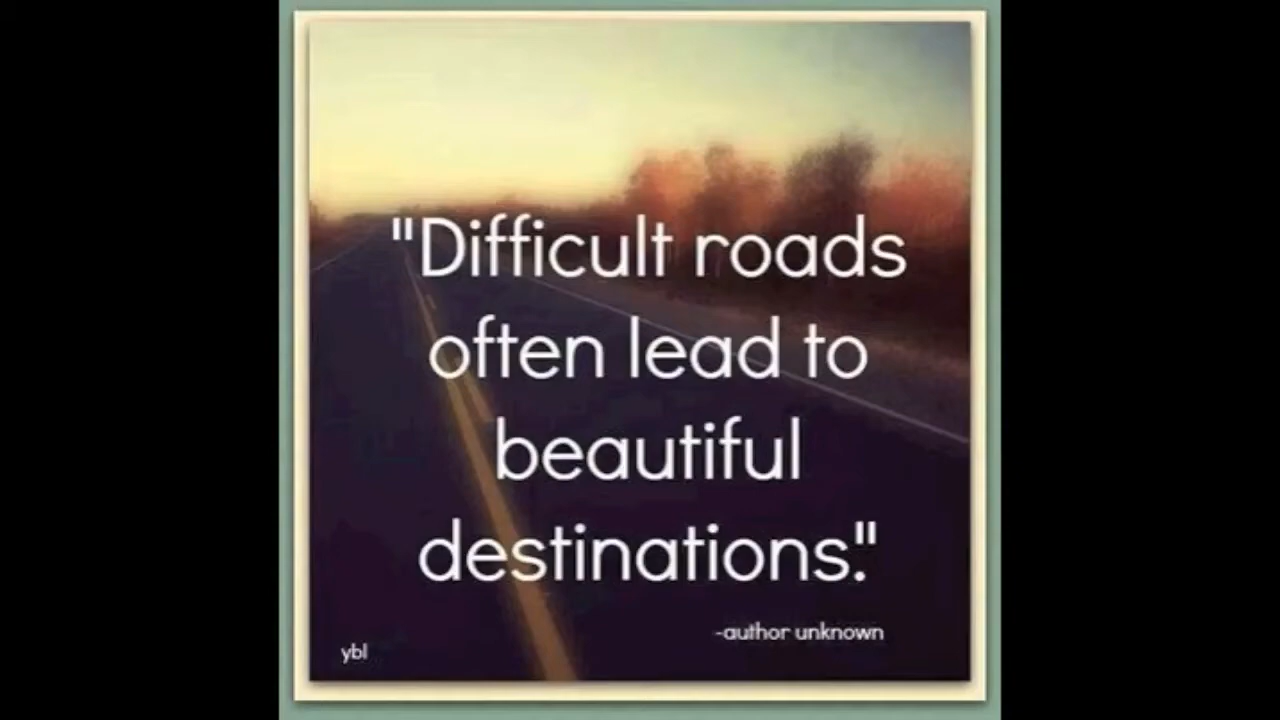 "Difficult roads
often lead to
beautiful
destinations."
-author unknown
ybl